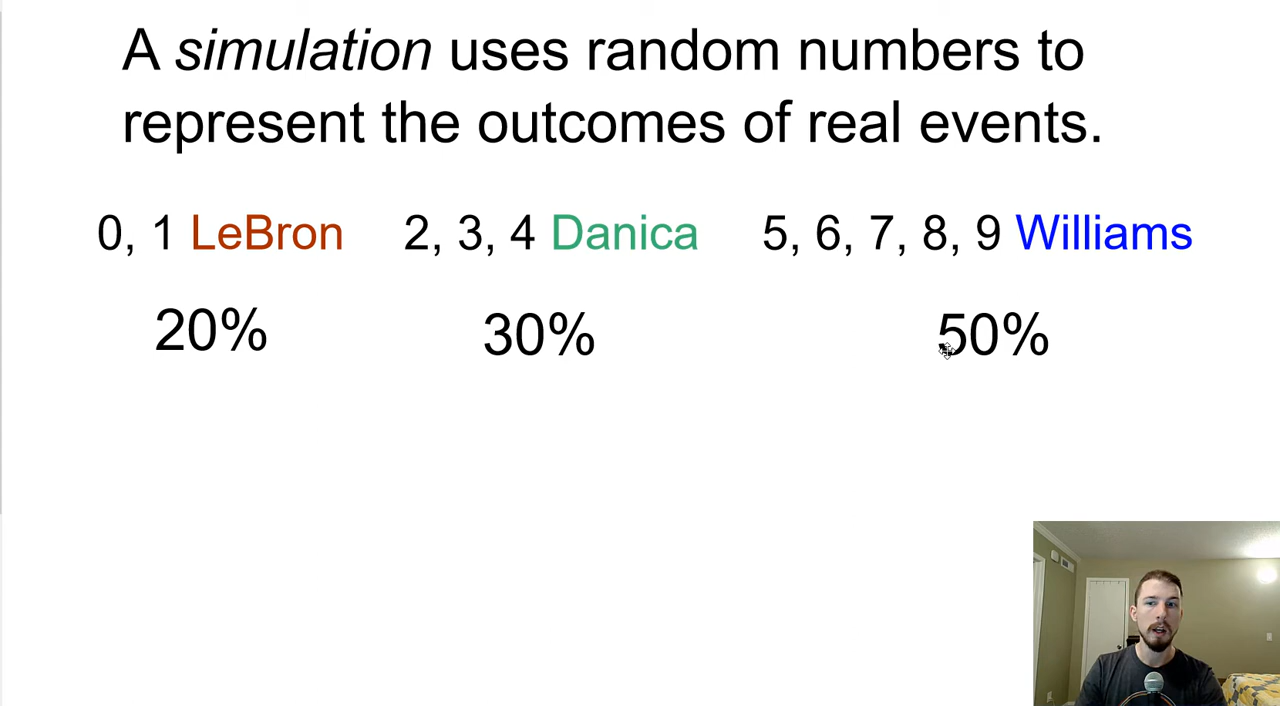 A simulation uses random numbers to
represent the outcomes of real events.
0, 1 LeBron 2, 3, 4 Danica 5, 6, 7, 8, 9 Williams
20% 30% 50%